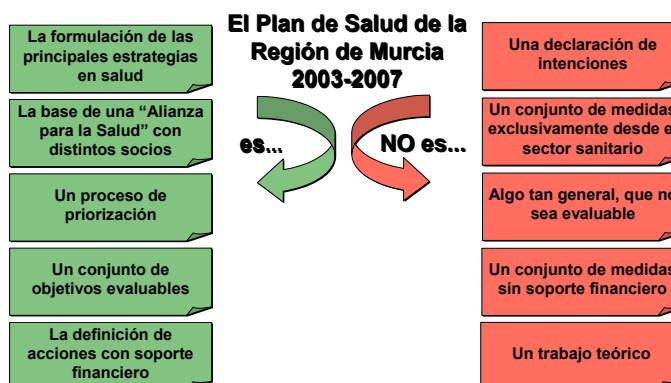 El Plan de Salud de la
Región de Murcia
2003-2007
es...
NO es...
La formulación de las
principales estrategias
en salud
La base de una “Alianza
para la Salud” con
distintos socios
Un proceso de
priorización
Un conjunto de
objetivos evaluables
La definición de
acciones con soporte
financiero
Una declaración de
intenciones
Un conjunto de medidas
exclusivamente desde e
sector sanitario
Algo tan general, que no
sea evaluable
Un conjunto de medidas
sin soporte financiero
Un trabajo teórico